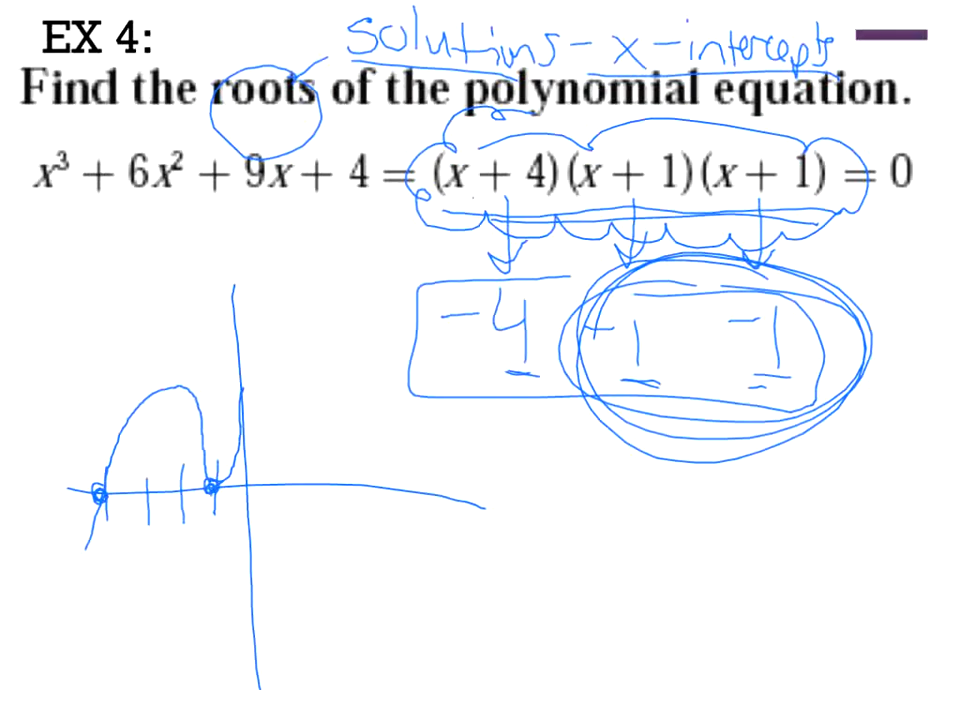 EX 4:
solutions - x-intercepts
Find the roots of the polynomial equation.
x³ + 6x² + 9x + 4 = (x + 4)(x + 1)(x + 1) = 0
-4 -1 -1